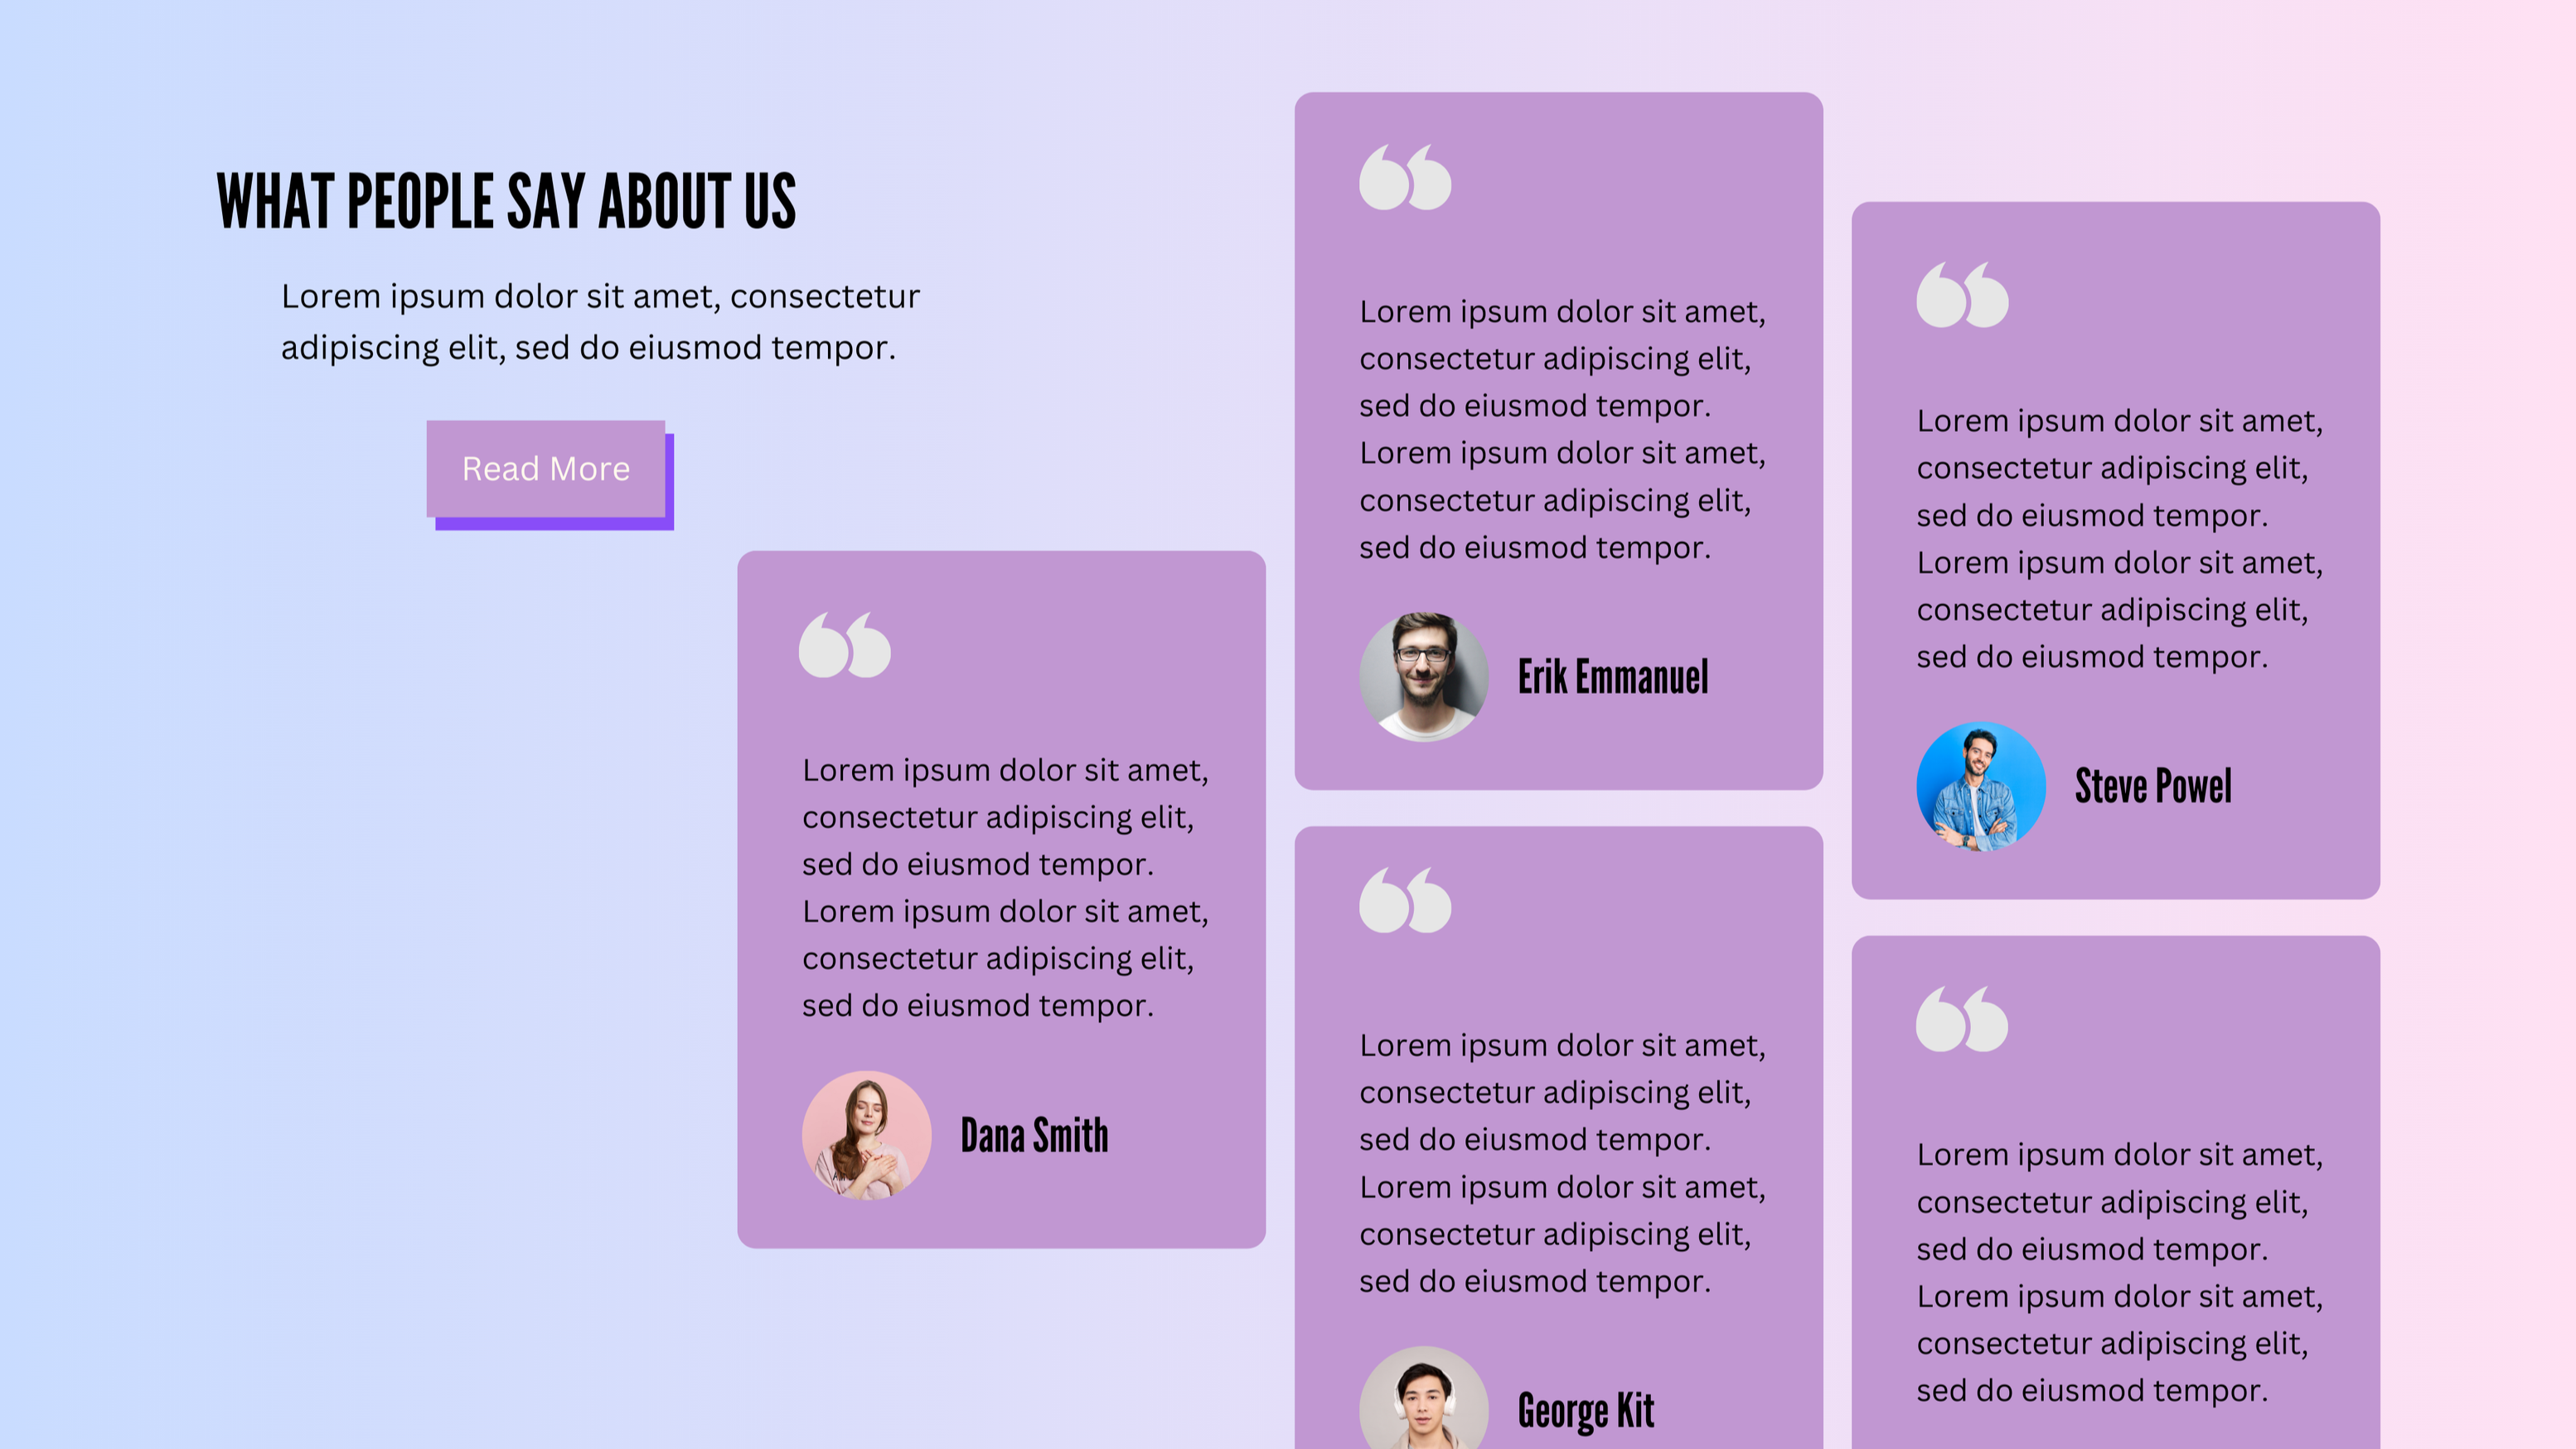 WHAT PEOPLE SAY ABOUT US
Lorem ipsum dolor sit amet, consectetur
adipiscing elit, sed do eiusmod tempor.
Read More
Lorem ipsum dolor sit amet,
consectetur adipiscing elit,
sed do eiusmod tempor.
Lorem ipsum dolor sit amet,
consectetur adipiscing elit,
sed do eiusmod tempor.
Dana Smith
Lorem ipsum dolor sit amet,
consectetur adipiscing elit,
sed do eiusmod tempor.
Lorem ipsum dolor sit amet,
consectetur adipiscing elit,
sed do eiusmod tempor.
Erik Emmanuel
Lorem ipsum dolor sit amet,
consectetur adipiscing elit,
sed do eiusmod tempor.
Lorem ipsum dolor sit amet,
consectetur adipiscing elit,
sed do eiusmod tempor.
George Kit
Lorem ipsum dolor sit amet,
consectetur adipiscing elit,
sed do eiusmod tempor.
Lorem ipsum dolor sit amet,
consectetur adipiscing elit,
sed do eiusmod tempor.
Steve Powel
Lorem ipsum dolor sit amet,
consectetur adipiscing elit,
sed do eiusmod tempor.
Lorem ipsum dolor sit amet,
consectetur adipiscing elit,
sed do eiusmod tempor.